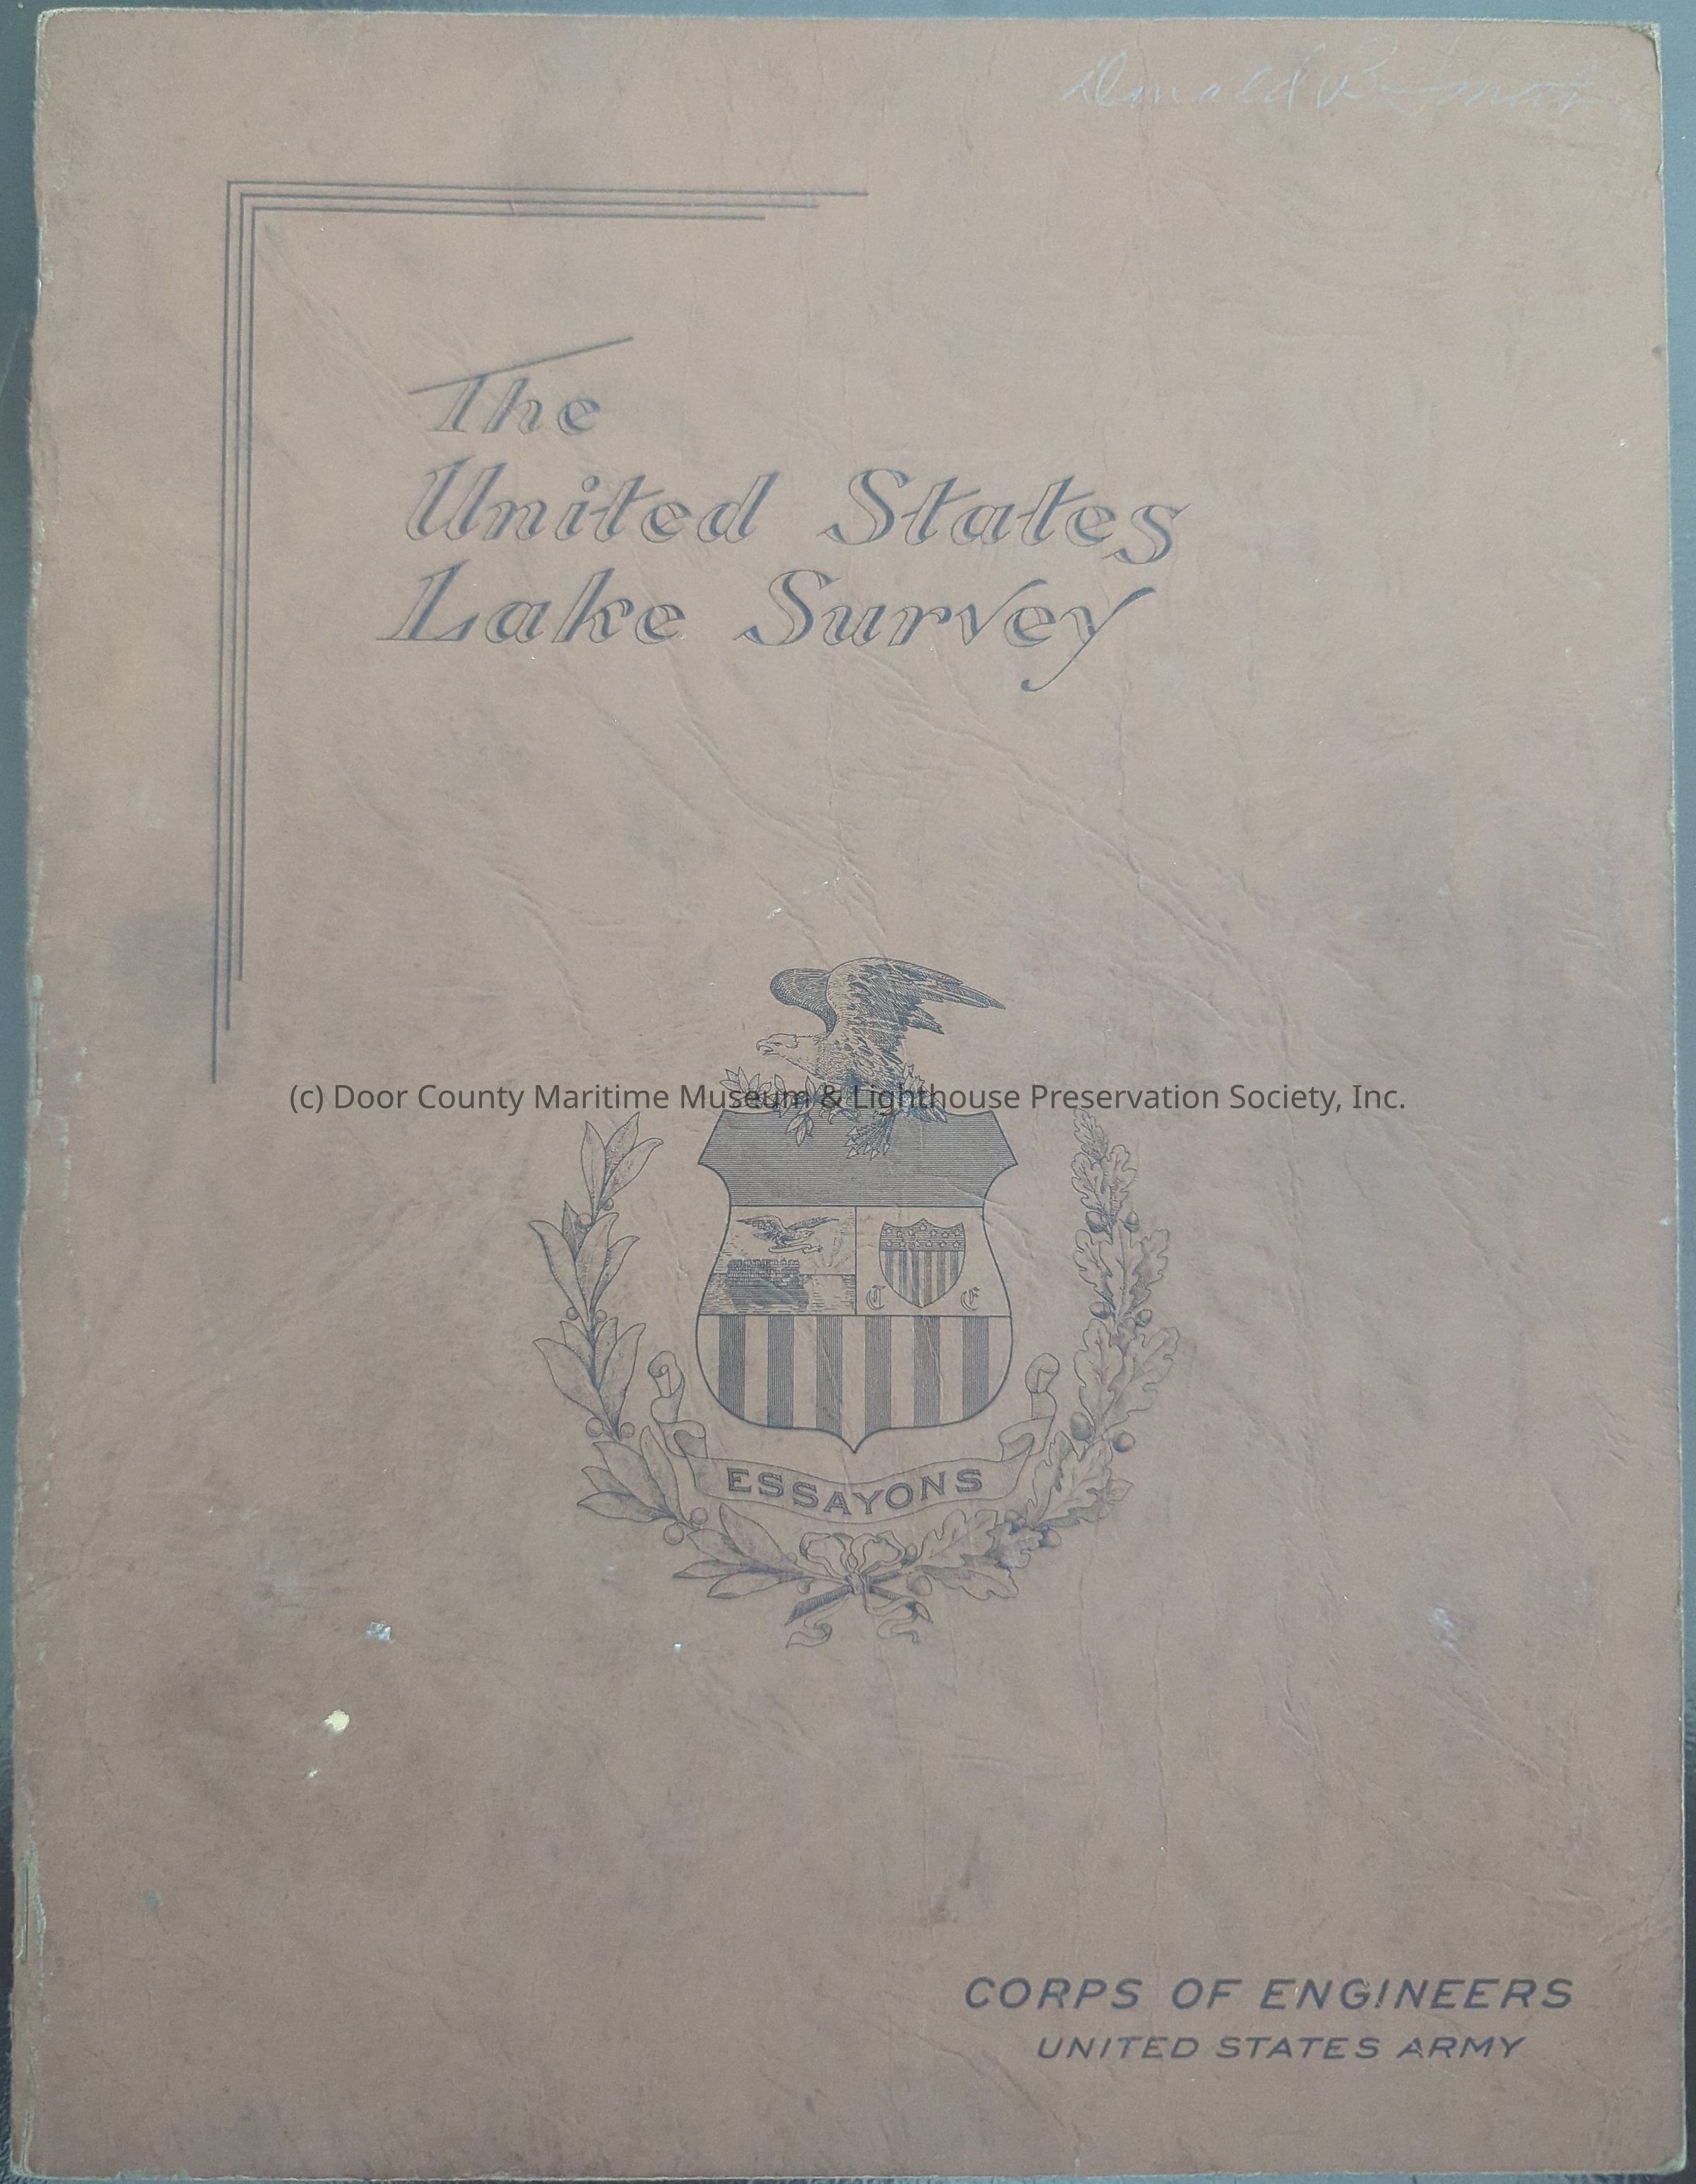 Donald B
The
United States
Lake Survey
(c) Door County Maritime Museum & Lighthouse Preservation Society, Inc.
C E
ESSAYONS
CORPS OF ENGINEERS
UNITED STATES ARMY